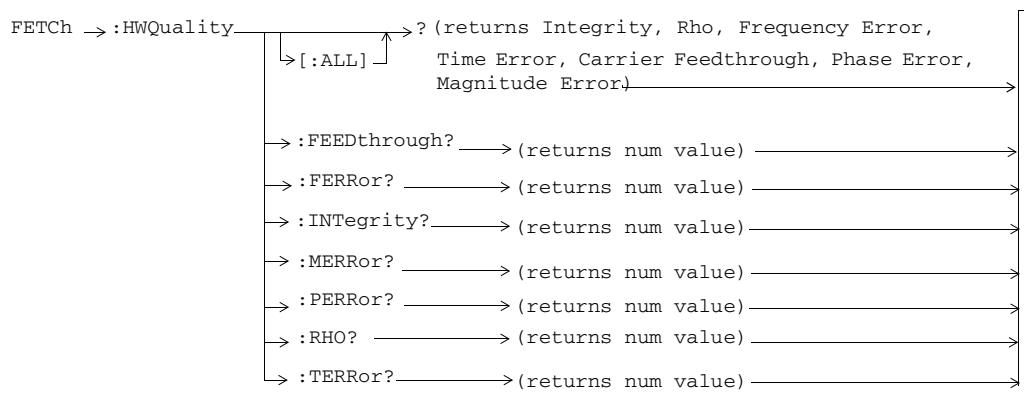 FETCh :HWQuality ? (returns Integrity, Rho, Frequency Error,
[:ALL] Time Error, Carrier Feedthrough, Phase Error,
Magnitude Error)
:FEEDthrough? (returns num value)
:FERRor? (returns num value)
:INTegrity? (returns num value)
:MERRor? (returns num value)
:PERRor? (returns num value)
:RHO? (returns num value)
:TERRor? (returns num value)